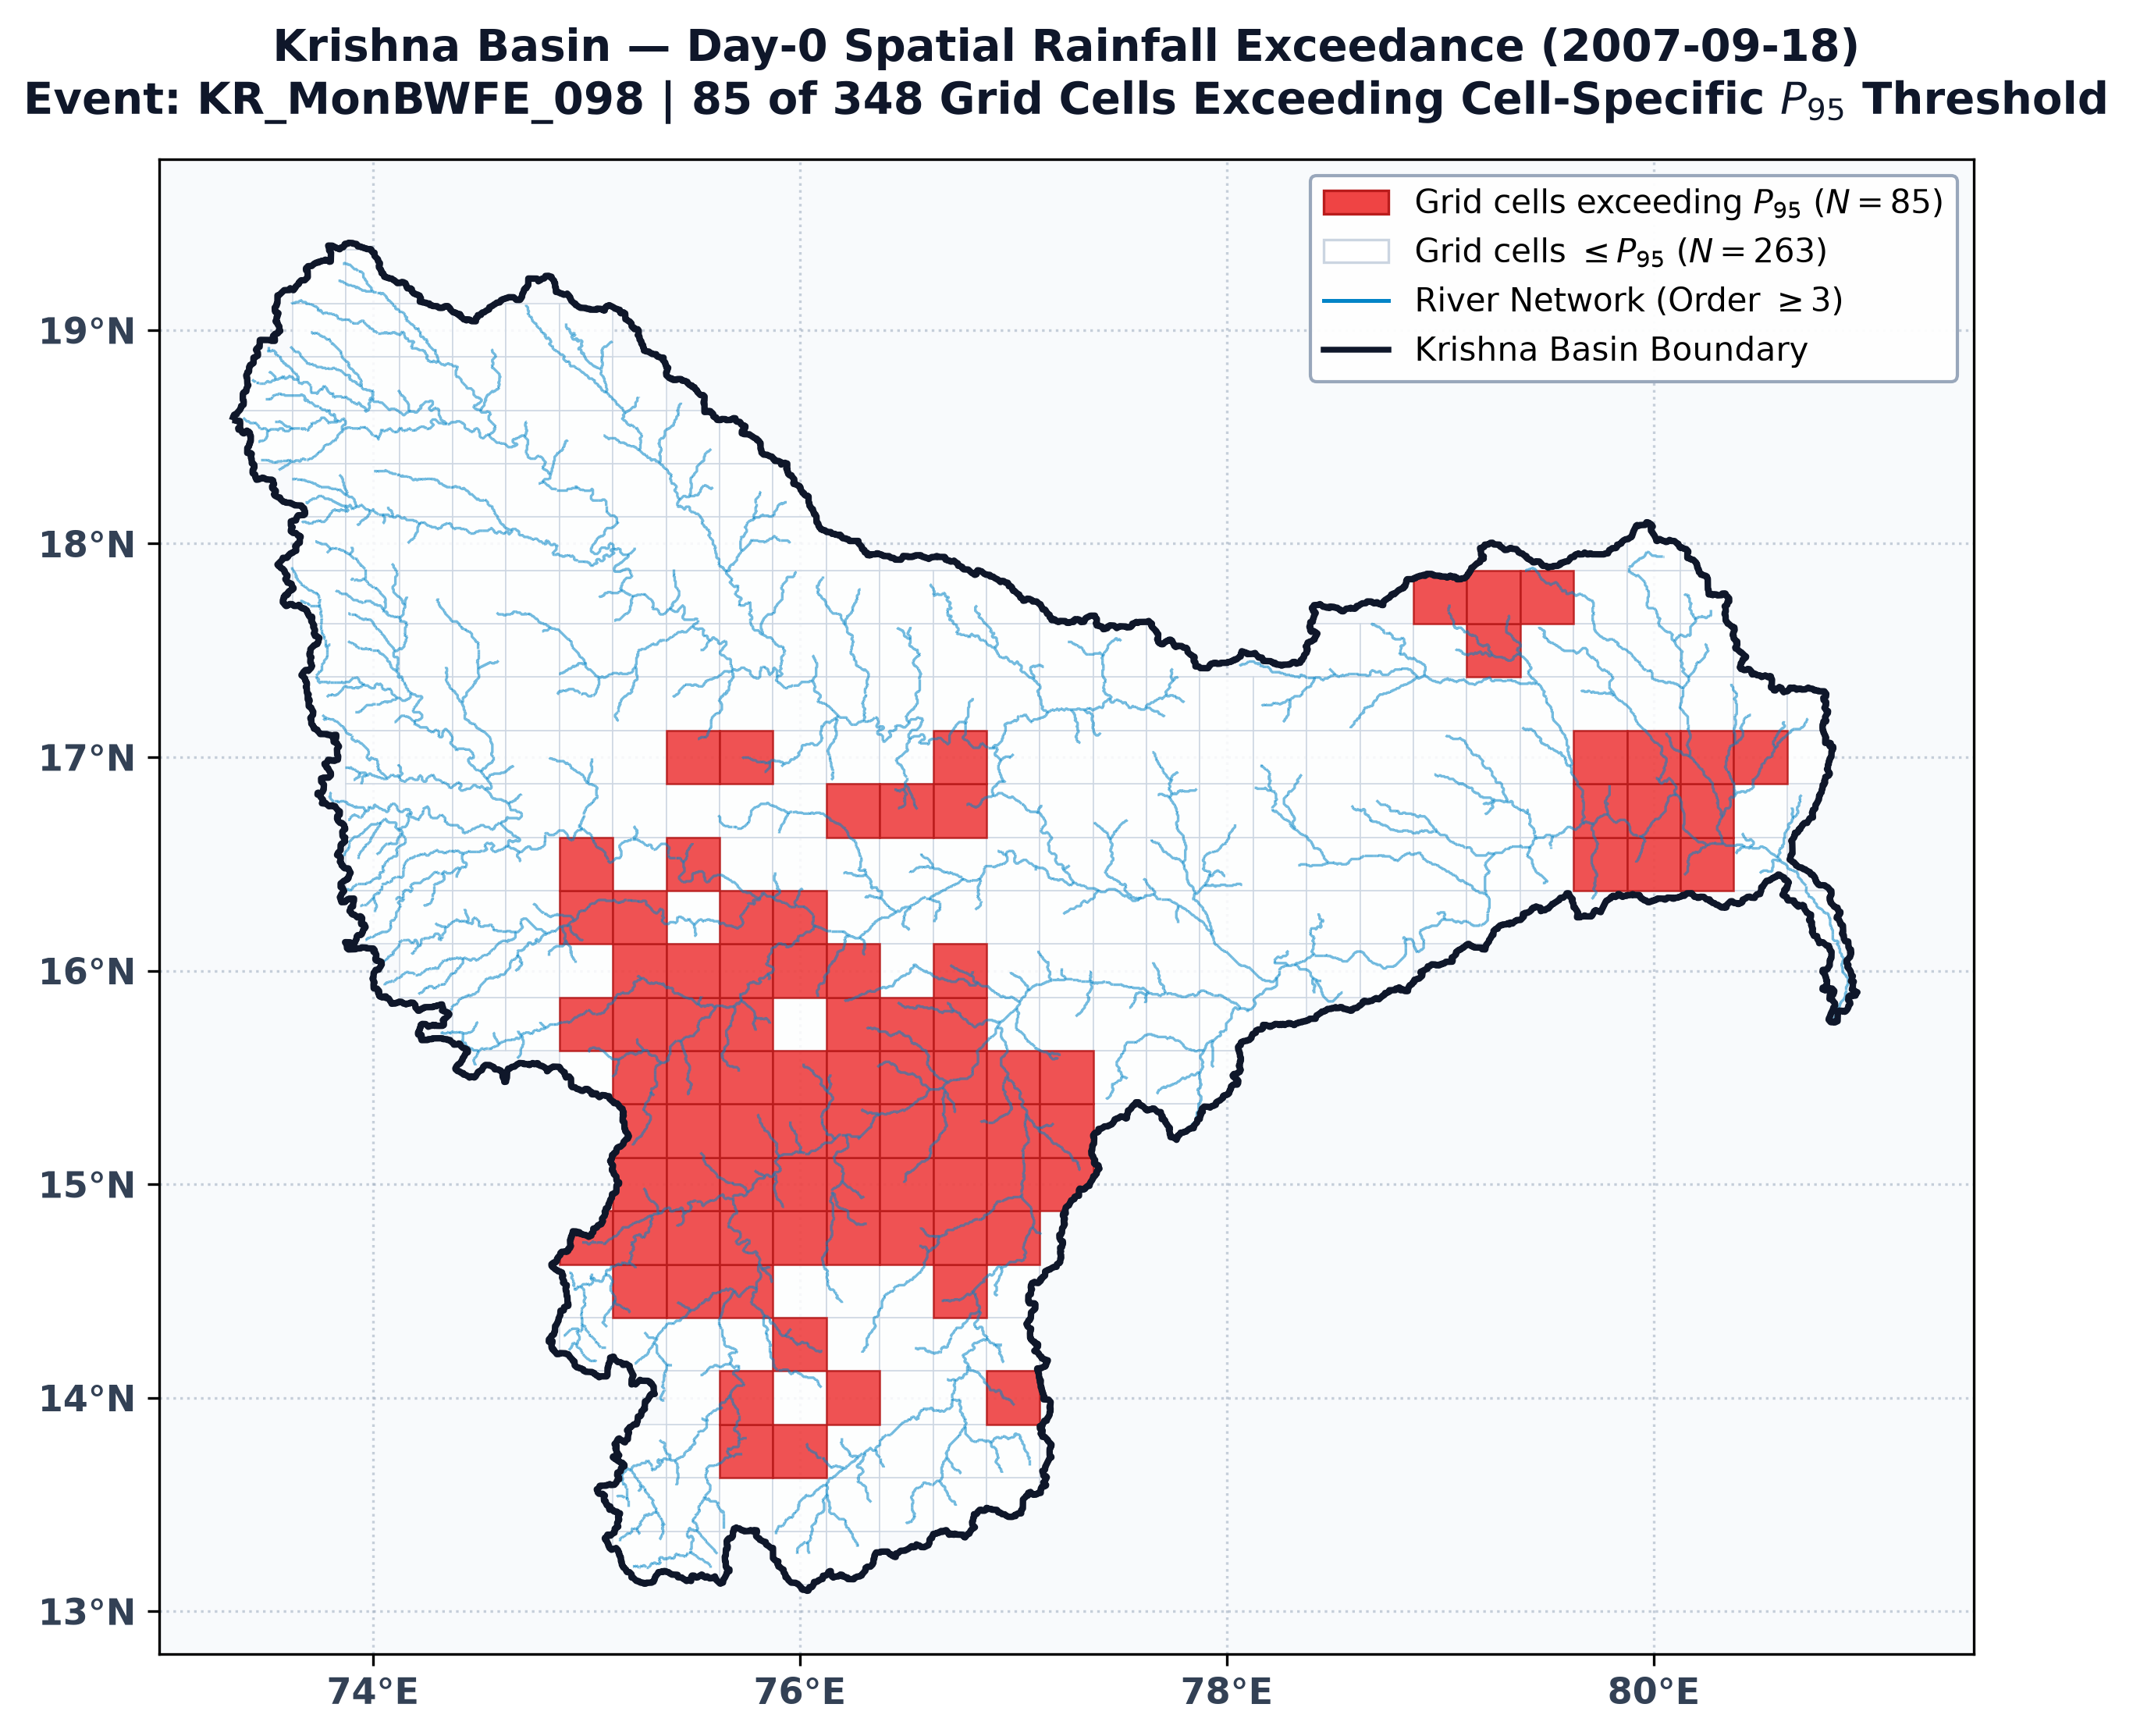 Krishna Basin — Day-0 Spatial Rainfall Exceedance (2007-09-18)
Event: KR_MonBWFE_098 | 85 of 348 Grid Cells Exceeding Cell-Specific P95 Threshold
Grid cells exceeding P95 (N = 85)
Grid cells ≤ P95 (N = 263)
River Network (Order ≥ 3)
Krishna Basin Boundary
19°N
18°N
17°N
16°N
15°N
14°N
13°N
74°E
76°E
78°E
80°E